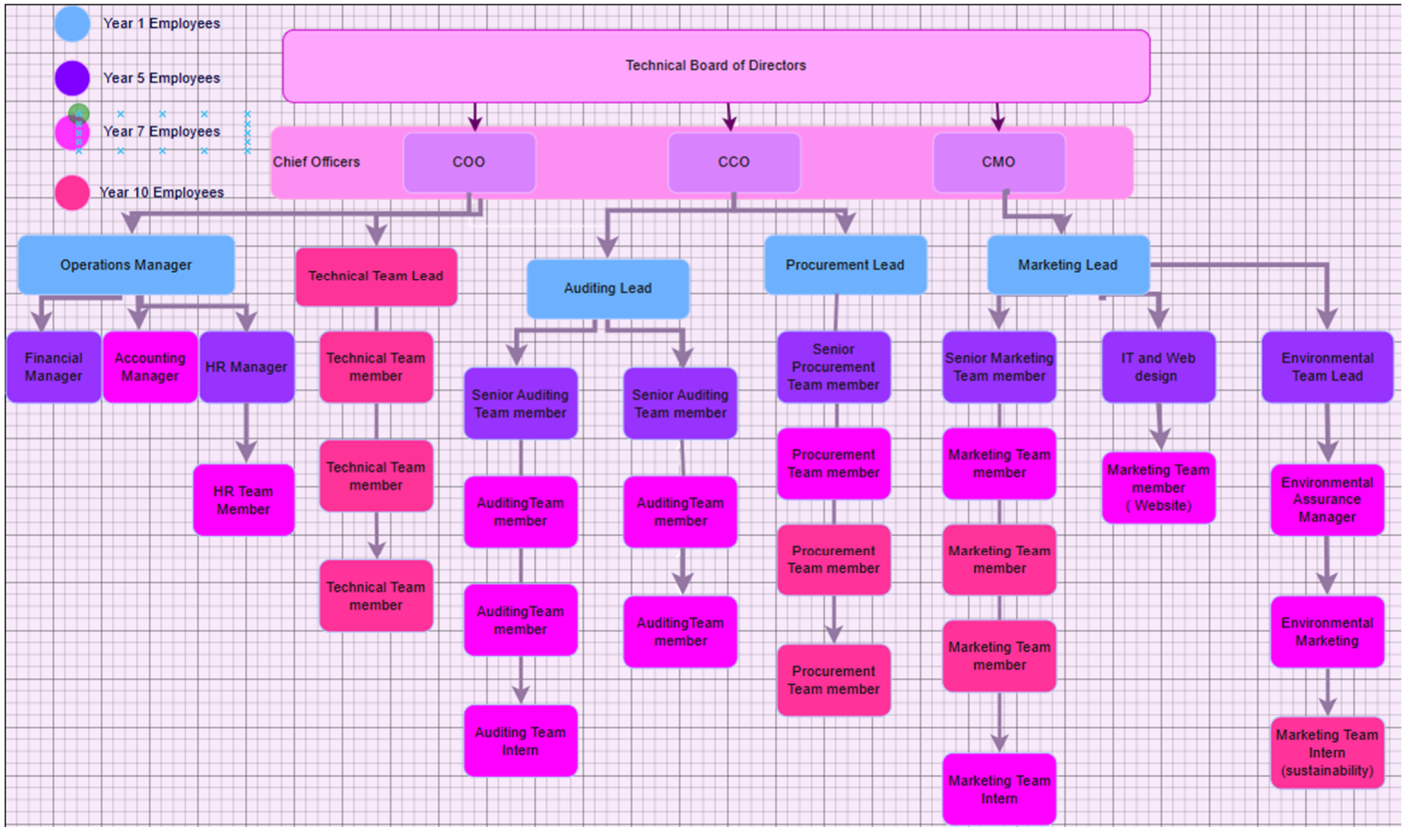 Year 1 Employees
Year 5 Employees
Year 7 Employees
Year 10 Employees
Technical Board of Directors
Chief Officers
COO
CCO
CMO
Operations Manager
Technical Team Lead
Auditing Lead
Procurement Lead
Marketing Lead
Financial
Manager
Accounting
Manager
HR Manager
HR Team
Member
Technical Team
member
Technical Team
member
Technical Team
member
Senior Auditing
Team member
AuditingTeam
member
AuditingTeam
member
Auditing Team
Intern
Senior Auditing
Team member
AuditingTeam
member
AuditingTeam
member
Senior
Procurement
Team member
Procurement
Team member
Procurement
Team member
Procurement
Team member
Senior Marketing
Team member
Marketing Team
member
Marketing Team
member
Marketing Team
member
Marketing Team
Intern
IT and Web
design
Marketing Team
member
( Website)
Environmental
Team Lead
Environmental
Assurance
Manager
Environmental
Marketing
Marketing Team
Intern
(sustainability)